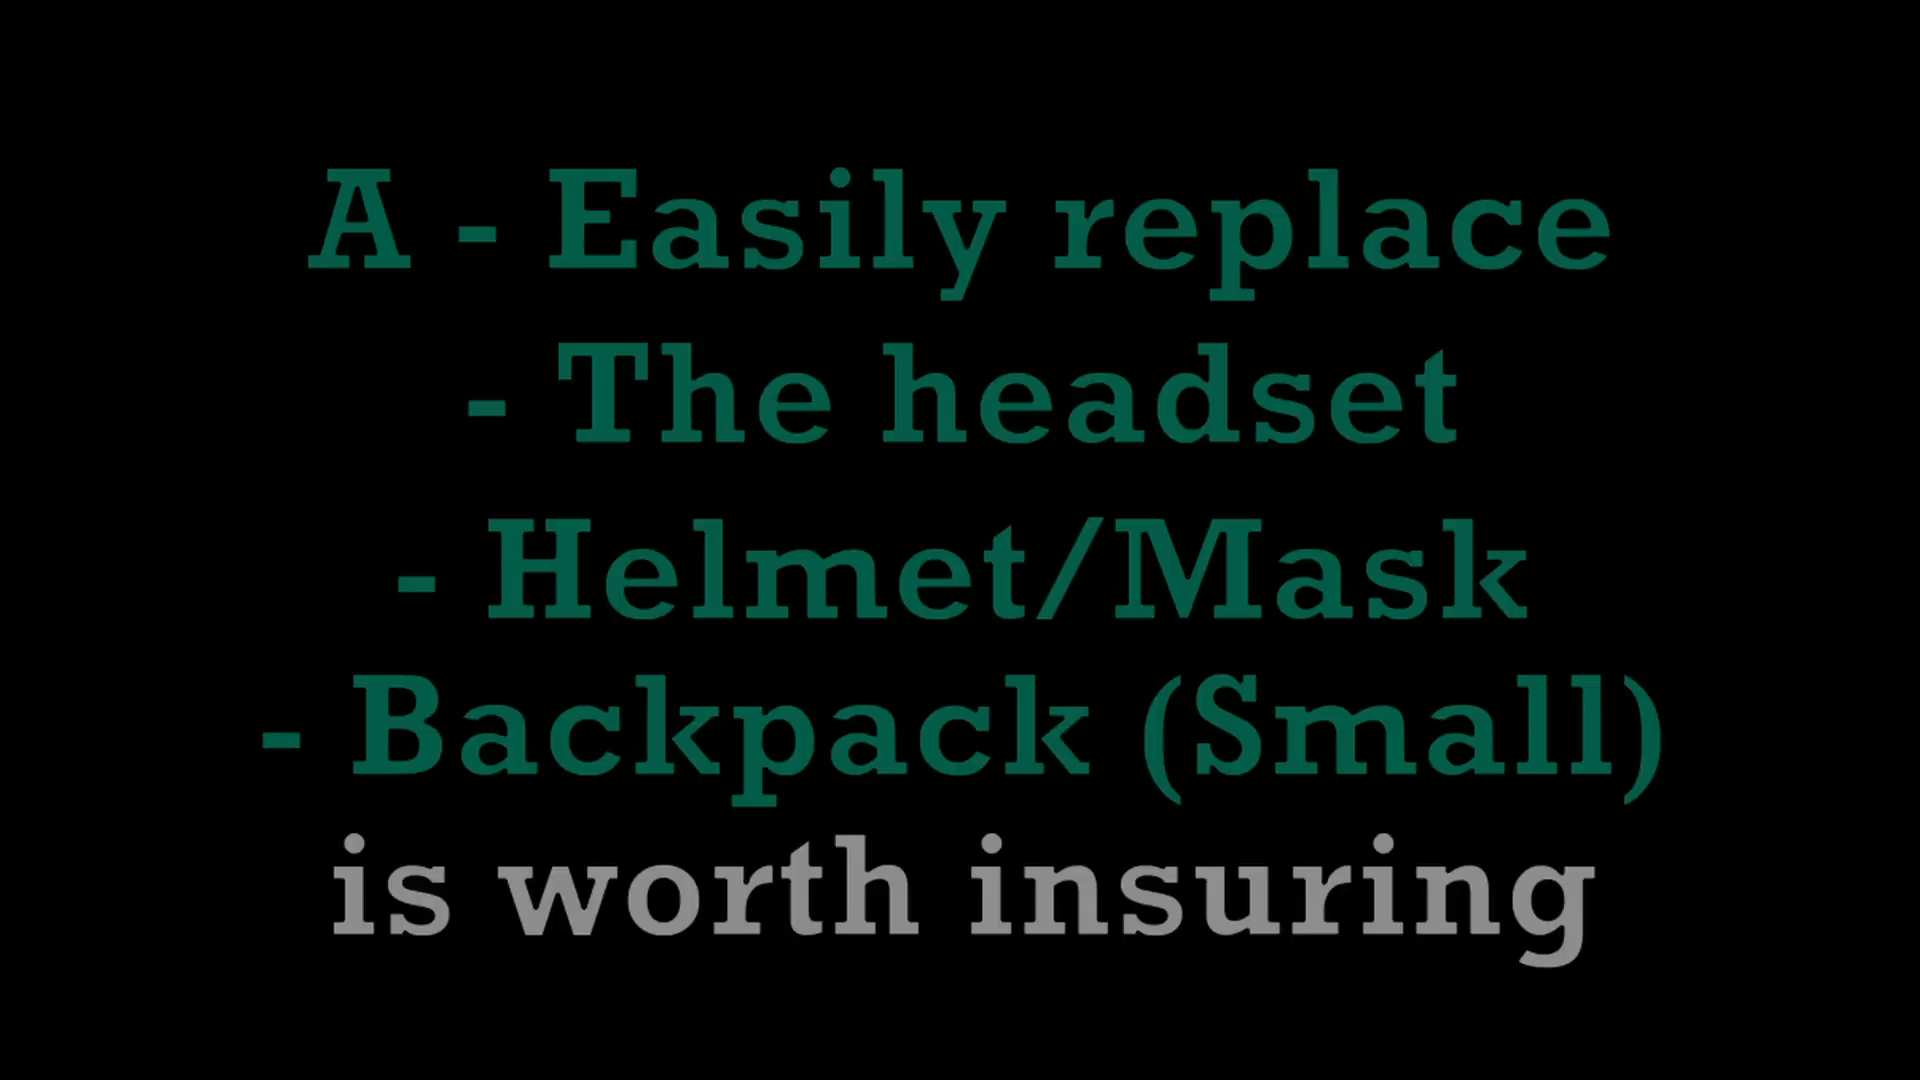 A - Easily replace
- The headset
- Helmet/Mask
- Backpack (Small)
is worth insuring